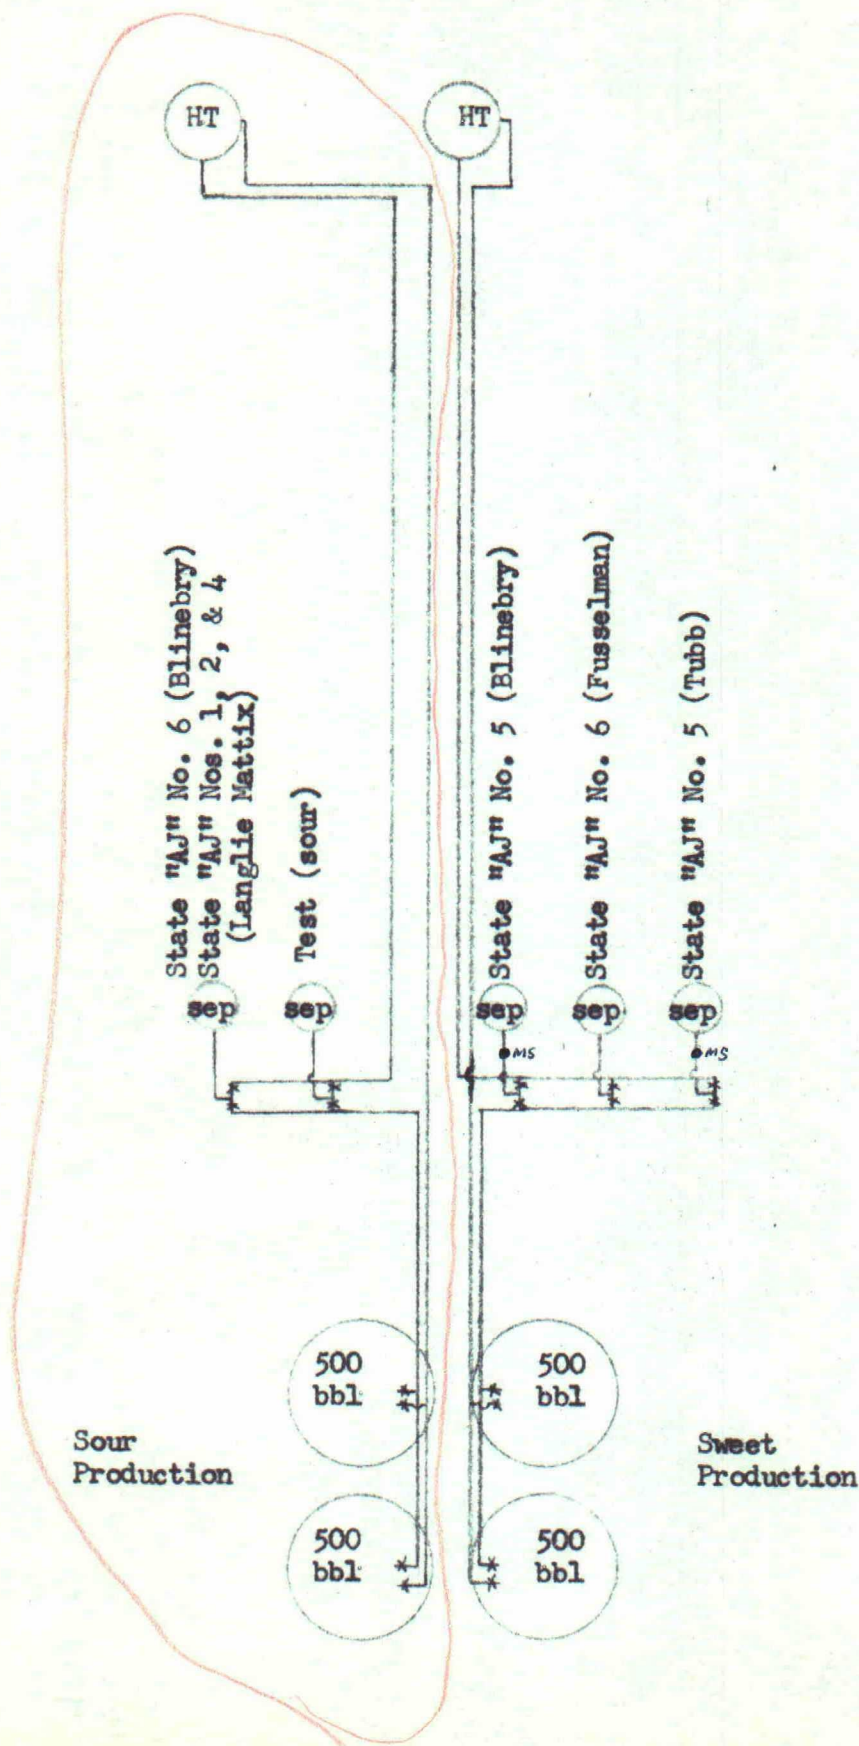 HT
HT
State "AJ" No. 6 (Blinebry)
State "AJ" Nos. 1, 2, & 4
(Langlie Mattix)
Test (sour)
State "AJ" No. 5 (Blinebry)
State "AJ" No. 6 (Fusselman)
State "AJ" No. 5 (Tubb)
sep
sep
sep
sep
sep
MS
MS
500
bbl
500
bbl
Sour
Production
Sweet
Production
500
bbl
500
bbl